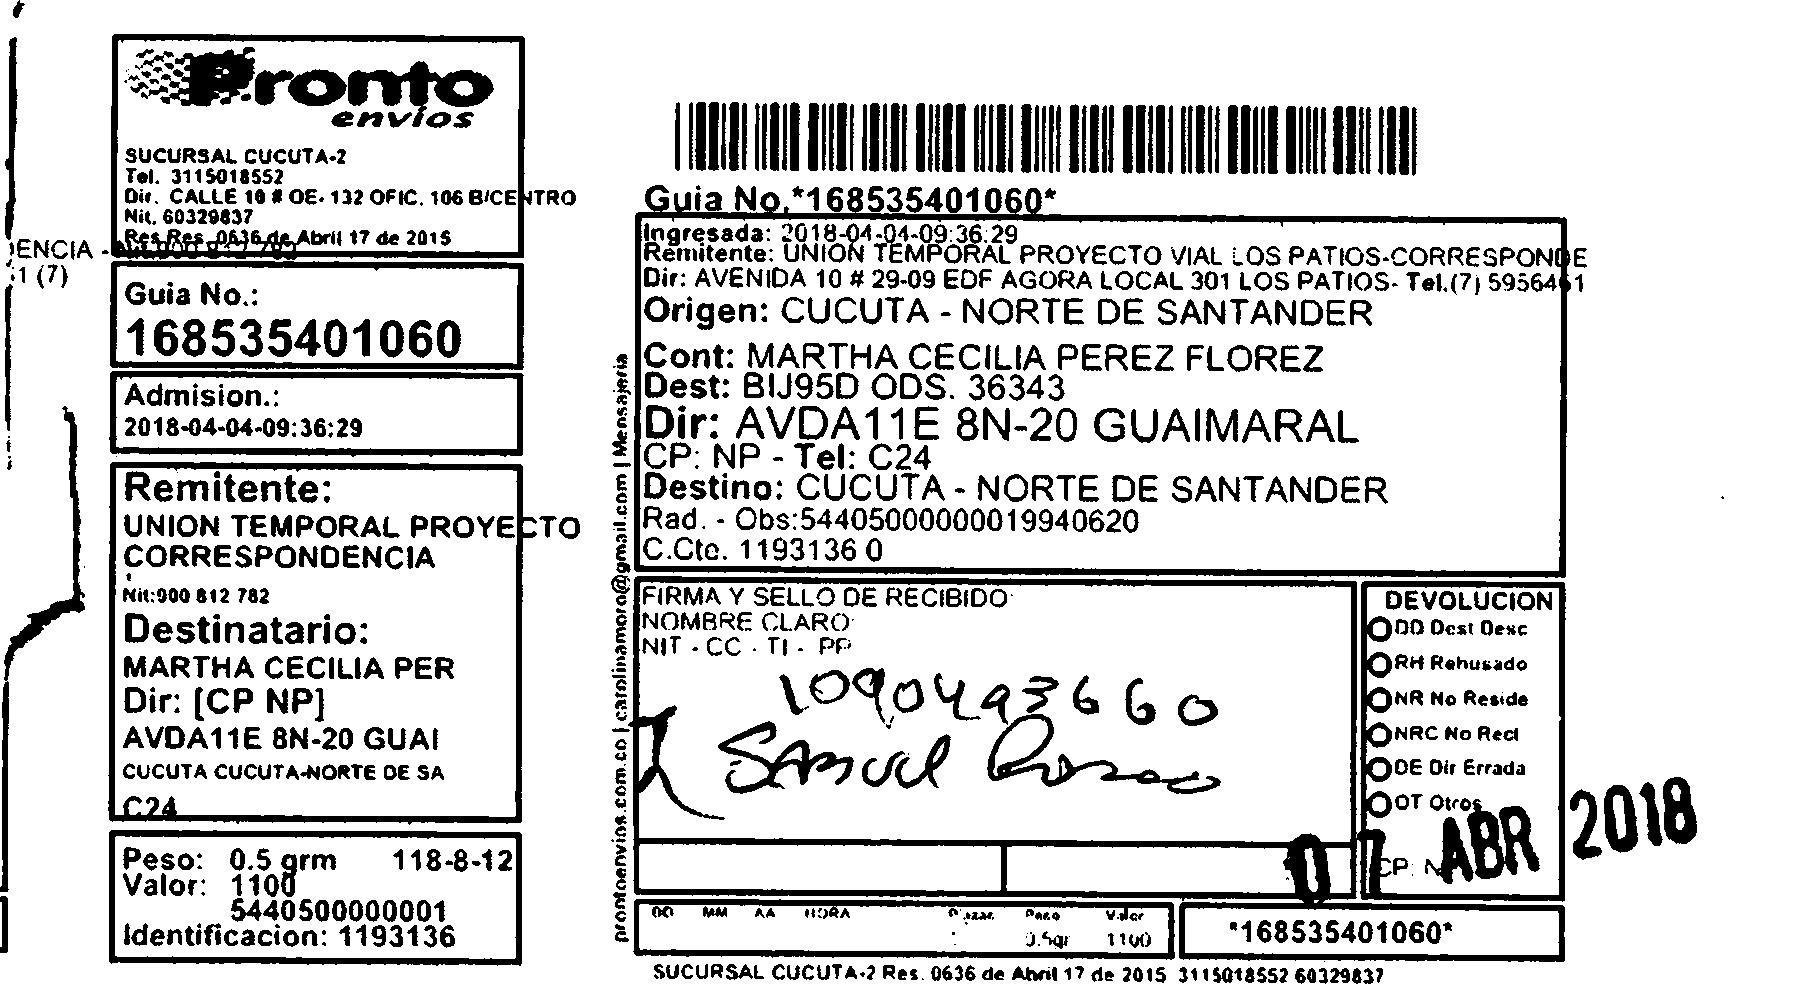 Pronto
envíos
SUCURSAL CUCUTA-2
Tel. 3115018552
Dir. CALLE 10 # OE- 132 OFIC. 106 B/CENTRO
Nit. 60329837
Res Res. 0636 de Abril 17 de 2015
ENCIA -
1 (7)
Guia No.:
168535401060
Admision.:
2018-04-04-09:36:29
Remitente:
UNION TEMPORAL PROYECTO
CORRESPONDENCIA
Nit:900 812 782
Destinatario:
MARTHA CECILIA PER
Dir: [CP NP]
AVDA11E 8N-20 GUAI
CUCUTA CUCUTA-NORTE DE SA
C24
Peso: 0.5 grm 118-8-12
Valor: 1100
5440500000001
Identificacion: 1193136
prontoenvios.com.co | carolinamoro@gmail.com | Mensajeria
Guia No.*168535401060*
Ingresada: 2018-04-04-09:36:29
Remitente: UNION TEMPORAL PROYECTO VIAL LOS PATIOS-CORRESPONDE
Dir: AVENIDA 10 # 29-09 EDF AGORA LOCAL 301 LOS PATIOS- Tel.(7) 5956461
Origen: CUCUTA - NORTE DE SANTANDER
Cont: MARTHA CECILIA PEREZ FLOREZ
Dest: BIJ95D ODS. 36343
Dir: AVDA11E 8N-20 GUAIMARAL
CP: NP - Tel: C24
Destino: CUCUTA - NORTE DE SANTANDER
Rad. - Obs:54405000000019940620
C.Cto. 1193136 0
FIRMA Y SELLO DE RECIBIDO
NOMBRE CLARO
NIT - CC - TI - PP
1090493660
Samuel
DEVOLUCION
DD Dest Desc
RH Rehusado
NR No Reside
NRC No Recl
DE Dir Errada
OT Otros
CP: N
07 ABR 2018
DD MM AA HORA Peso Valor
0.5gr 1100
*168535401060*
SUCURSAL CUCUTA-2 Res. 0636 de Abril 17 de 2015 3115018552 60329837